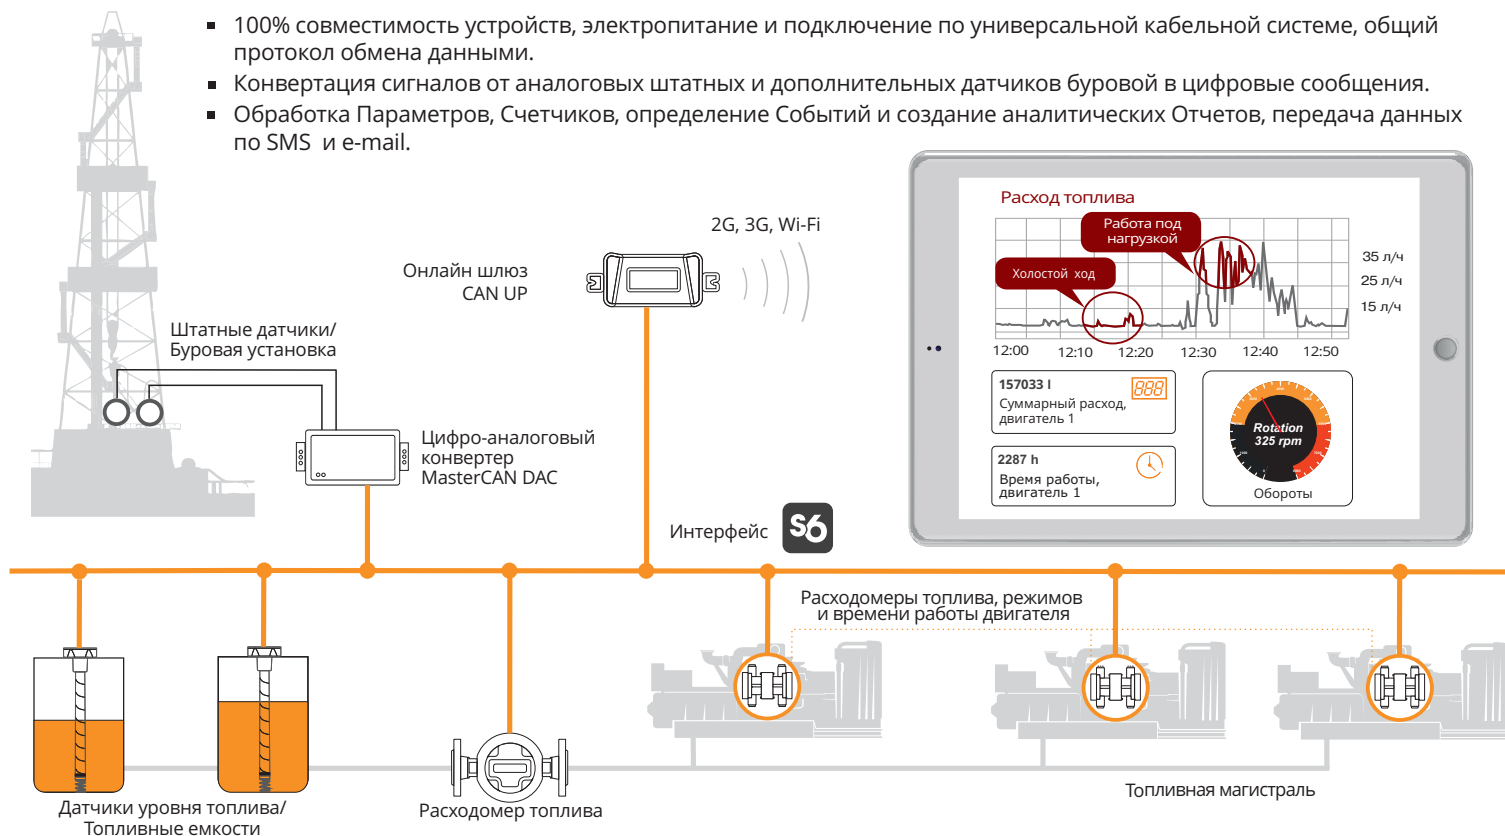 100% совместимость устройств, электропитание и подключение по универсальной кабельной системе, общий
протокол обмена данными.
Конвертация сигналов от аналоговых штатных и дополнительных датчиков буровой в цифровые сообщения.
Обработка Параметров, Счетчиков, определение Событий и создание аналитических Отчетов, передача данных
по SMS и e-mail.
2G, 3G, Wi-Fi
Онлайн шлюз
CAN UP
Штатные датчики/
Буровая установка
Цифро-аналоговый
конвертер
MasterCAN DAC
Интерфейс
S6
Расход топлива
Работа под
нагрузкой
Холостой ход
35 л/ч
25 л/ч
15 л/ч
12:00 12:10 12:20 12:30 12:40 12:50
157033 l
888
Суммарный расход,
двигатель 1
2287 h
Время работы,
двигатель 1
Rotation
325 rpm
Обороты
Расходомеры топлива, режимов
и времени работы двигателя
Датчики уровня топлива/
Топливные емкости
Расходомер топлива
Топливная магистраль